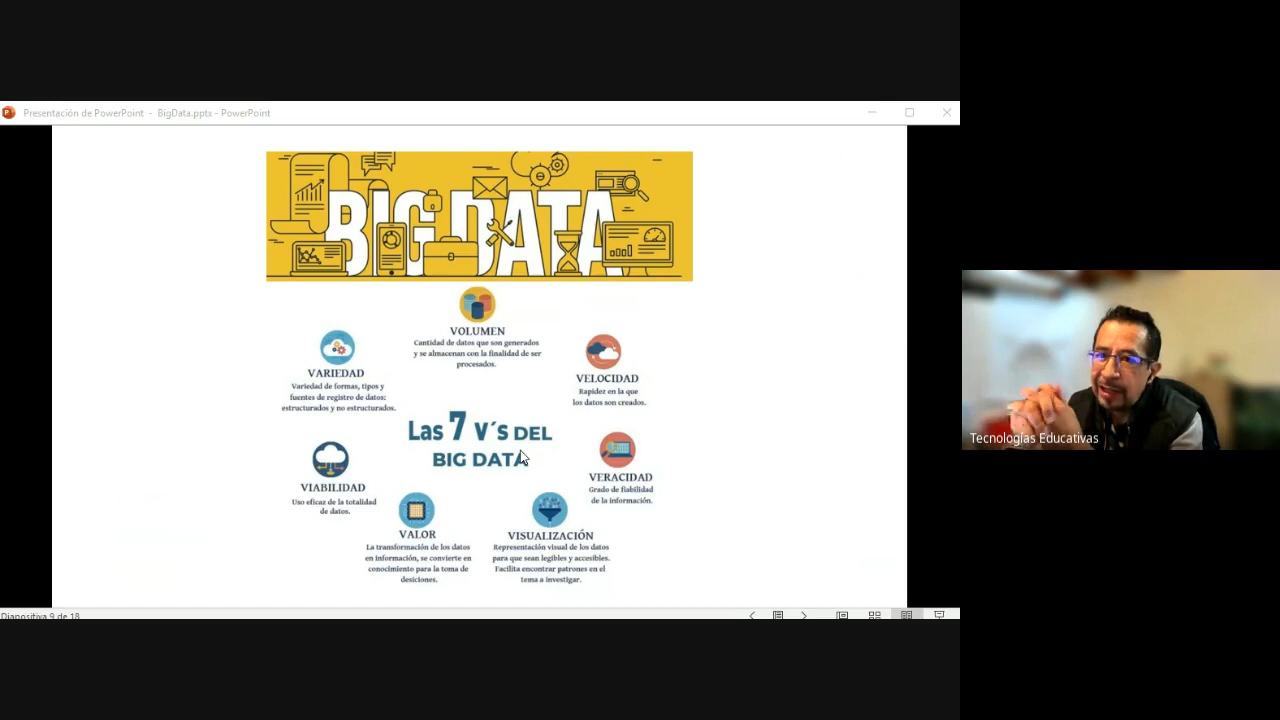 Presentación de PowerPoint - BigData.pptx - PowerPoint
BIG DATA
VOLUMEN
Cantidad de datos que son generados
y se almacenan con la finalidad de ser
procesados.
VARIEDAD
Variedad de formas, tipos y
fuentes de registro de datos:
estructurados y no estructurados.
VELOCIDAD
Rapidez en la que
los datos son creados.
Las 7 v´s DEL
BIG DATA
VIABILIDAD
Uso eficaz de la totalidad
de datos.
VERACIDAD
Grado de fiabilidad
de la información.
VALOR
La transformación de los datos
en información, se convierte en
conocimiento para la toma de
desiciones.
VISUALIZACIÓN
Representación visual de los datos
para que sean legibles y accesibles.
Facilita encontrar patrones en el
tema a investigar.
Diapositiva 9 de 18
Tecnologías Educativas